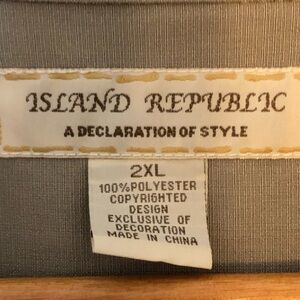 ISLAND REPUBLIC
A DECLARATION OF STYLE
2XL
100%POLYESTER
COPYRIGHTED
DESIGN
EXCLUSIVE OF
DECORATION
MADE IN CHINA